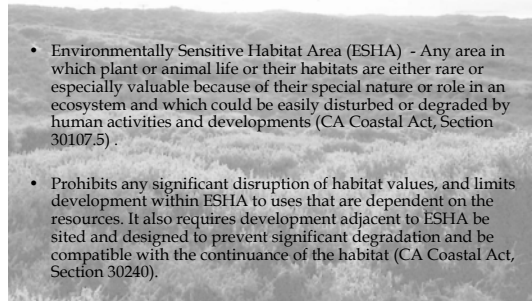 • Environmentally Sensitive Habitat Area (ESHA)  - Any area in
which plant or animal life or their habitats are either rare or
especially valuable because of their special nature or role in an
ecosystem and which could be easily disturbed or degraded by
human activities and developments (CA Coastal Act, Section
30107.5) .
• Prohibits any significant disruption of habitat values, and limits
development within ESHA to uses that are dependent on the
resources. It also requires development adjacent to ESHA be
sited and designed to prevent significant degradation and be
compatible with the continuance of the habitat (CA Coastal Act,
Section 30240).